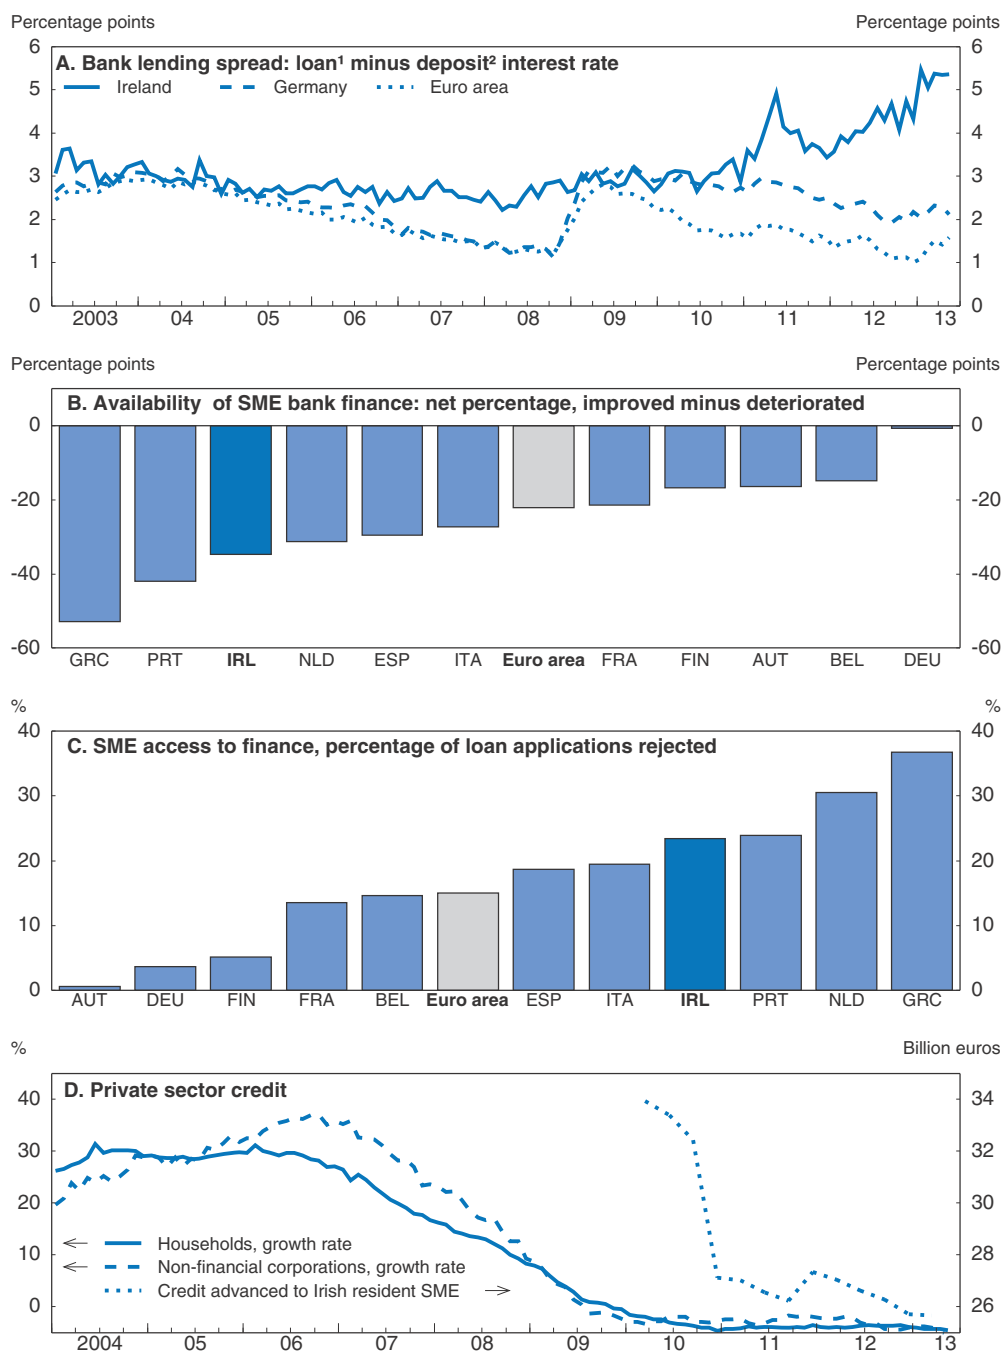 Percentage points Percentage points
A. Bank lending spread: loan¹ minus deposit² interest rate
Ireland Germany Euro area
6 6
5 5
4 4
3 3
2 2
1 1
0 0
2003 04 05 06 07 08 09 10 11 12 13
Percentage points Percentage points
B. Availability of SME bank finance: net percentage, improved minus deteriorated
0 0
-20 -20
-40 -40
-60 -60
GRC PRT IRL NLD ESP ITA Euro area FRA FIN AUT BEL DEU
% %
C. SME access to finance, percentage of loan applications rejected
40 40
30 30
20 20
10 10
0 0
AUT DEU FIN FRA BEL Euro area ESP ITA IRL PRT NLD GRC
% Billion euros
D. Private sector credit
40 34
30 32
20 30
10 28
0 26
Households, growth rate
Non-financial corporations, growth rate
Credit advanced to Irish resident SME
2004 05 06 07 08 09 10 11 12 13